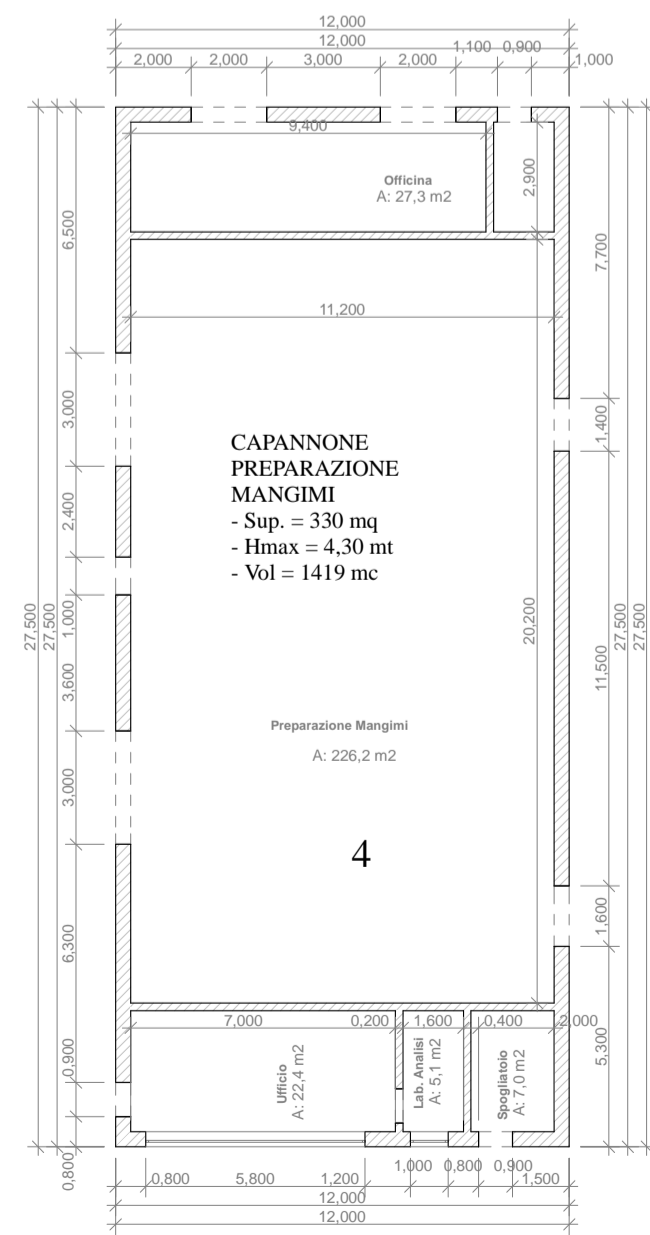 12,000
12,000
1,100 0,900
2,000 2,000 3,000 2,000 1,000
9,400
Officina
A: 27,3 m2
2,900
6,500
7,700
11,200
3,000
1,400
CAPANNONE
PREPARAZIONE
MANGIMI
- Sup. = 330 mq
- Hmax = 4,30 mt
- Vol = 1419 mc
2,400
27,500
27,500
1,000
20,200
27,500
27,500
3,600
11,500
Preparazione Mangimi
A: 226,2 m2
3,000
4
6,300
1,600
7,000 0,200 1,600 0,400 2,000
5,300
0,900
Ufficio
A: 22,4 m2
Lab. Analisi
A: 5,1 m2
Spogliatoio
A: 7,0 m2
0,800
1,000 0,800 0,900
0,800 5,800 1,200 1,500
12,000
12,000